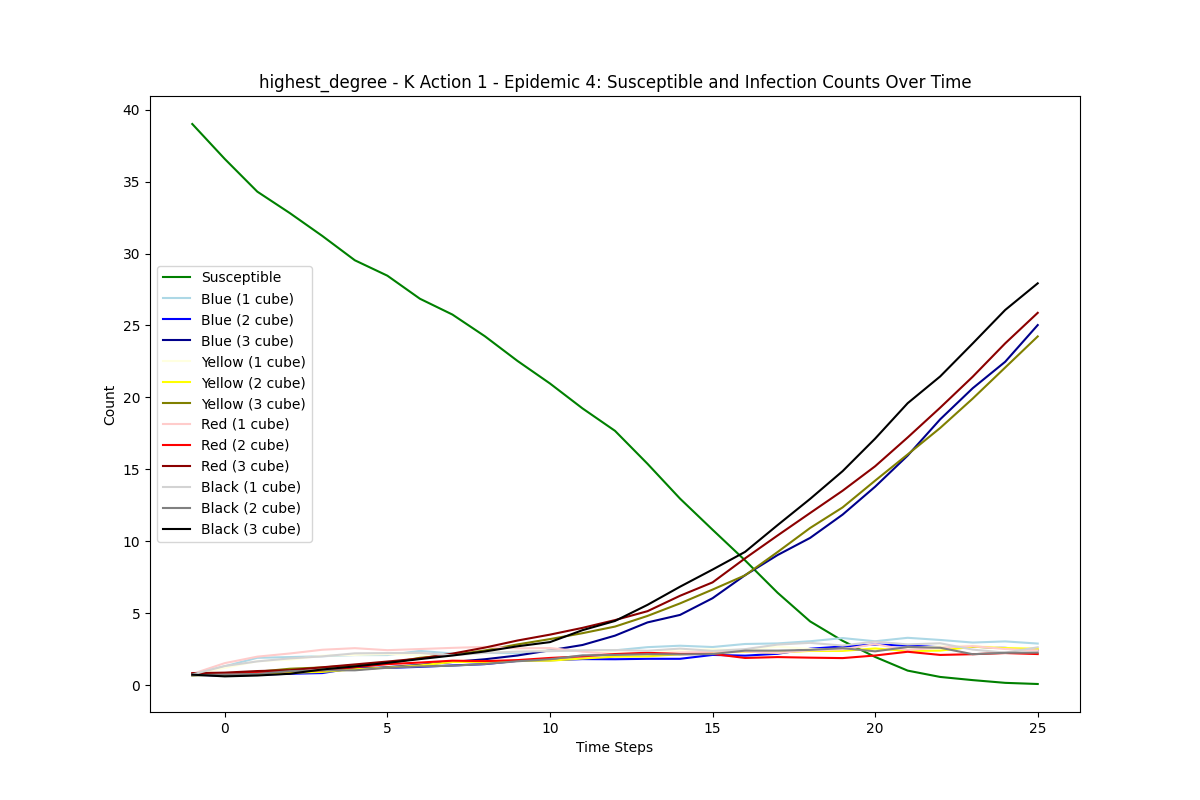 highest_degree - K Action 1 - Epidemic 4: Susceptible and Infection Counts Over Time
40
35
30
25
20
15
10
5
0
Count
Susceptible
Blue (1 cube)
Blue (2 cube)
Blue (3 cube)
Yellow (1 cube)
Yellow (2 cube)
Yellow (3 cube)
Red (1 cube)
Red (2 cube)
Red (3 cube)
Black (1 cube)
Black (2 cube)
Black (3 cube)
0 5 10 15 20 25
Time Steps